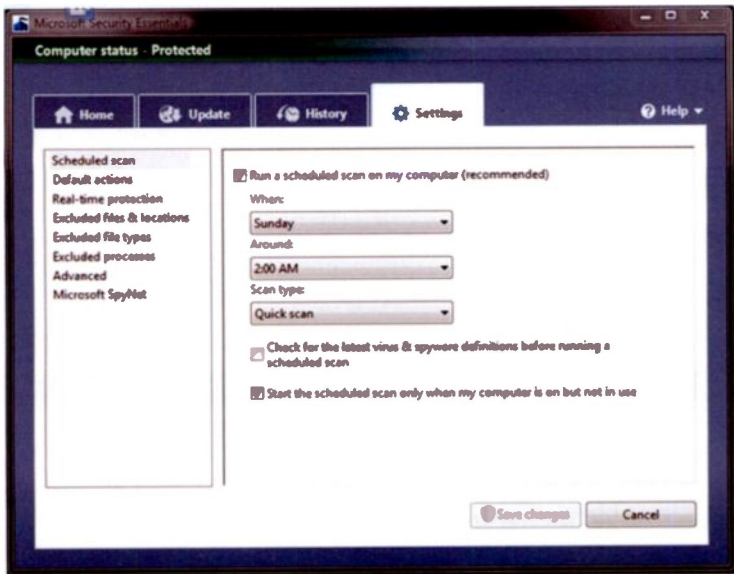 Microsoft Security Essentials
Computer status - Protected
Home
Update
History
Settings
Help
Scheduled scan
Default actions
Real-time protection
Excluded files & locations
Excluded file types
Excluded processes
Advanced
Microsoft SpyNet
Run a scheduled scan on my computer (recommended)
When:
Sunday
Around:
2:00 AM
Scan type:
Quick scan
Check for the latest virus & spyware definitions before running a
scheduled scan
Start the scheduled scan only when my computer is on but not in use
Save changes
Cancel